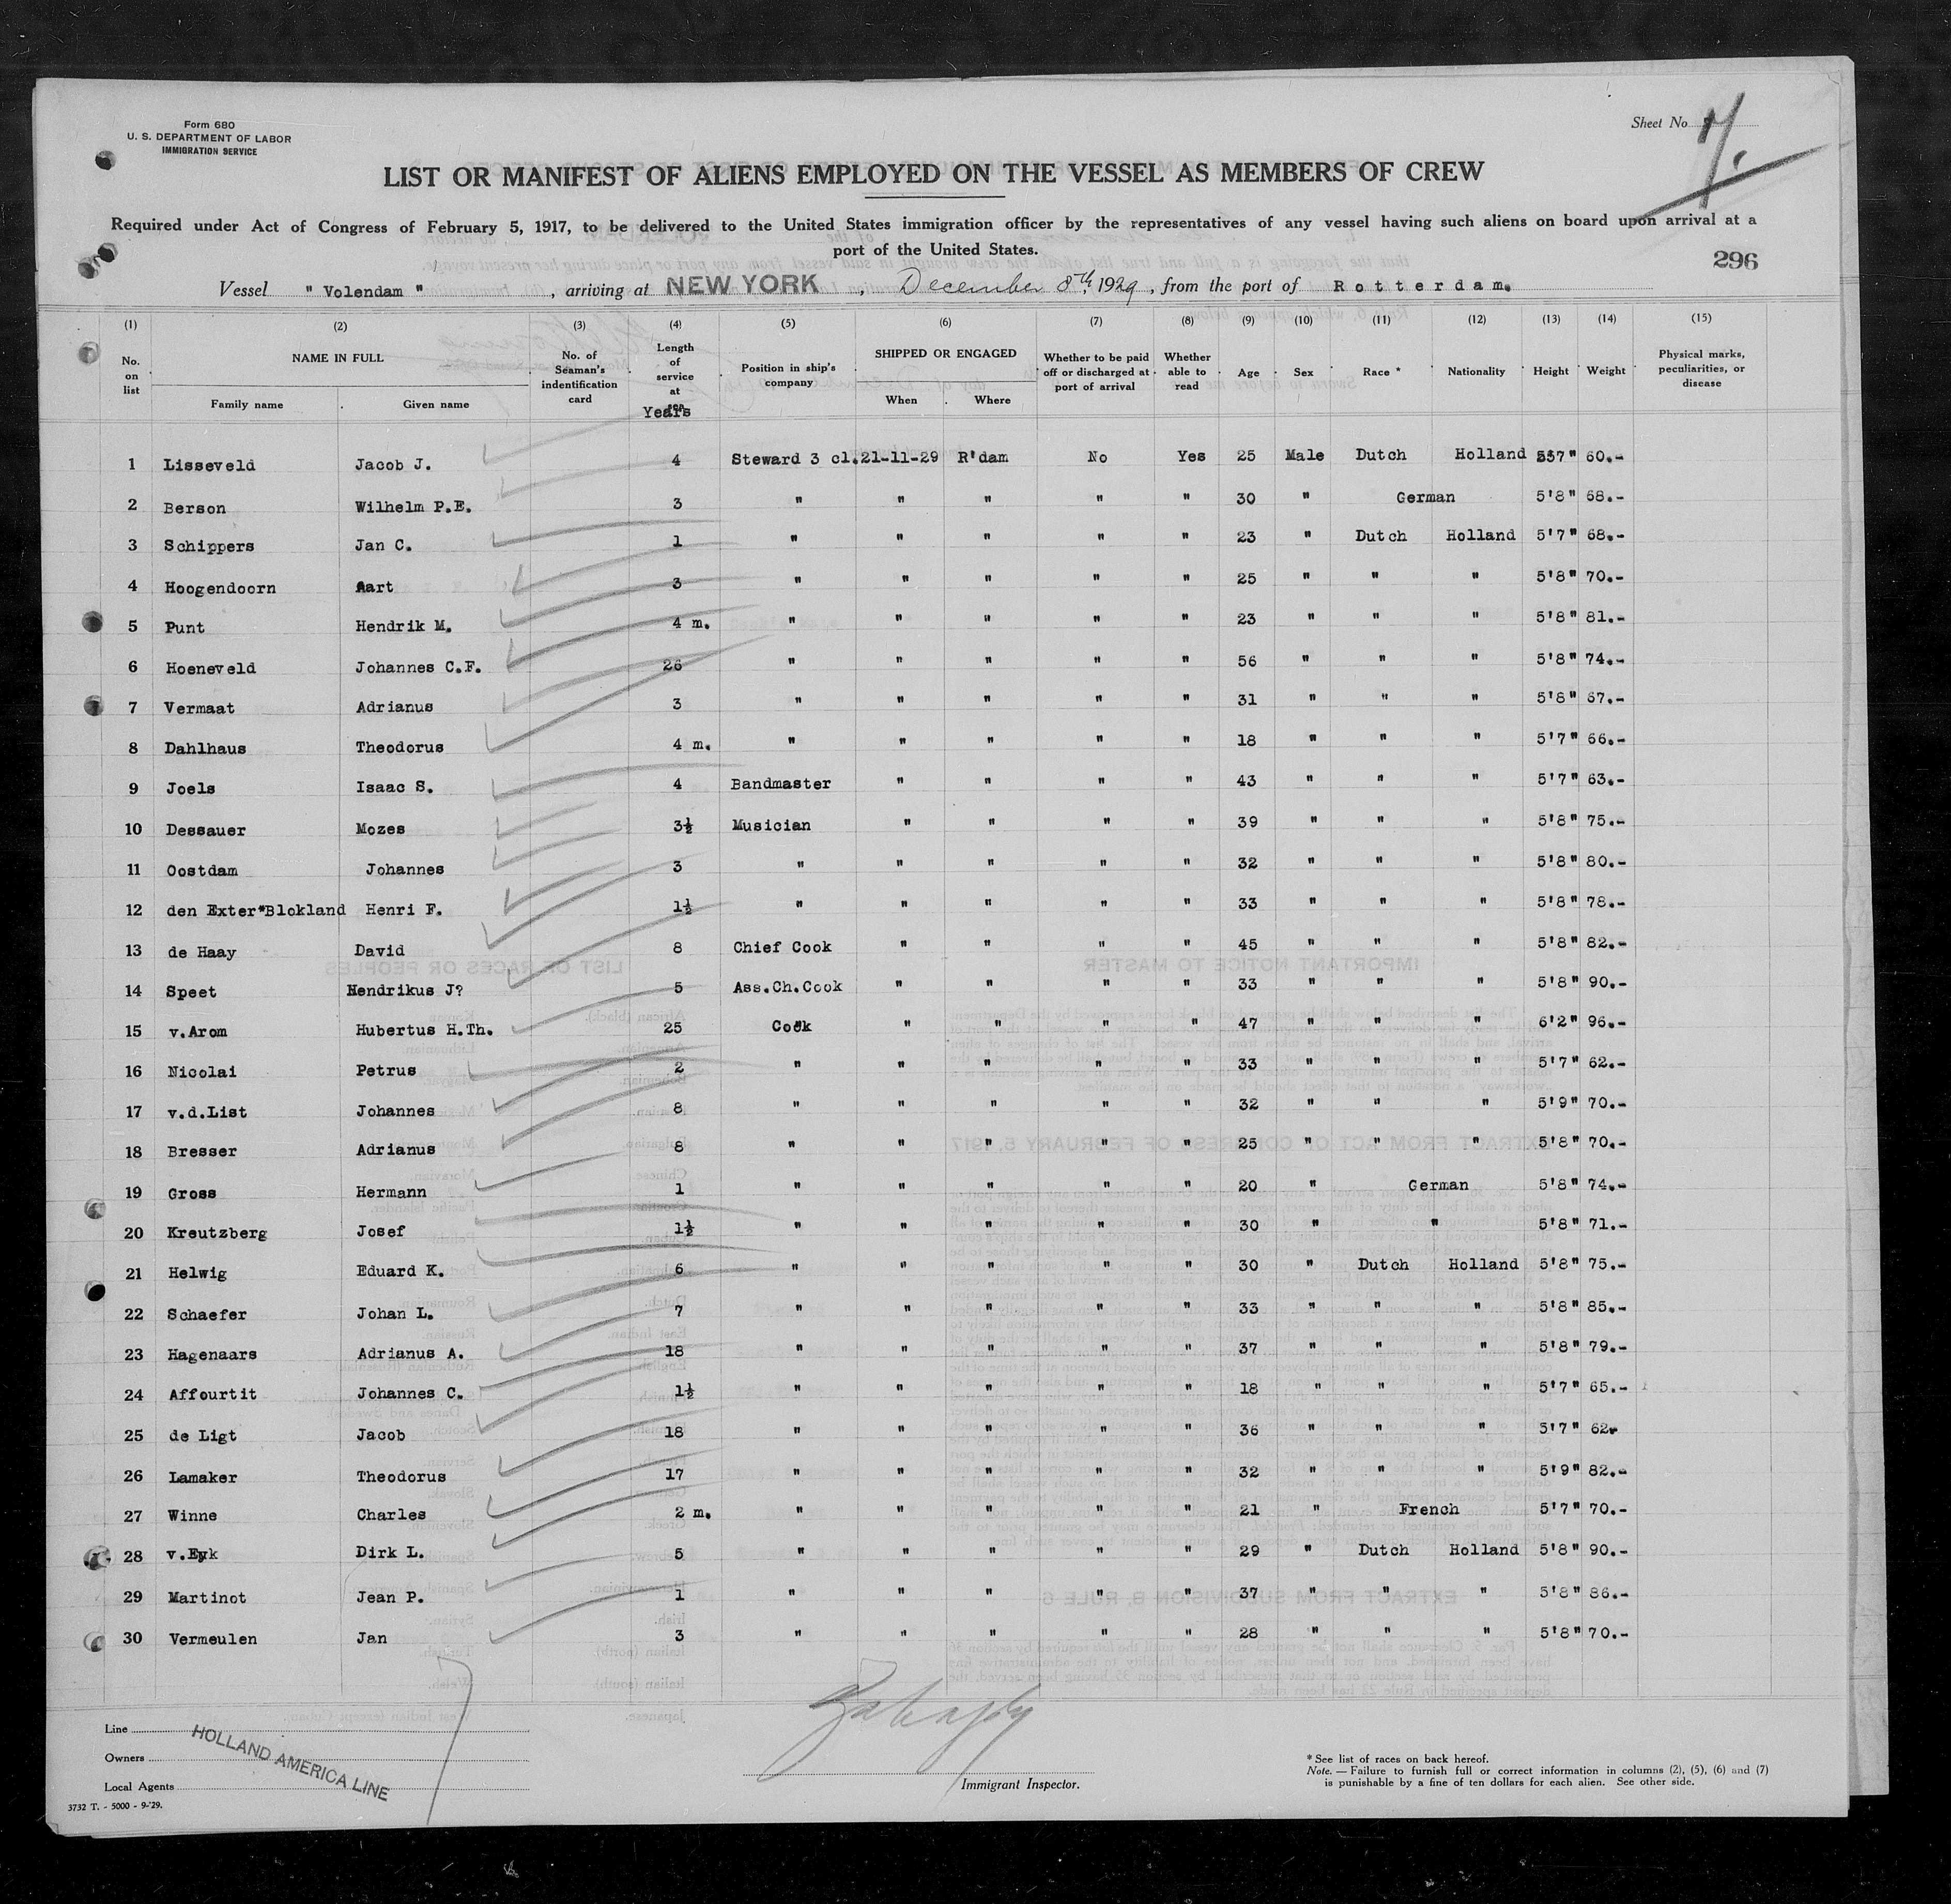 Form 680
U. S. DEPARTMENT OF LABOR
IMMIGRATION SERVICE
Sheet No.
LIST OR MANIFEST OF ALIENS EMPLOYED ON THE VESSEL AS MEMBERS OF CREW
Required under Act of Congress of February 5, 1917, to be delivered to the United States immigration officer by the representatives of any vessel having such aliens on board upon arrival at a
port of the United States.
296
Vessel " Volendam " , arriving at NEW YORK , December 8th, 1929 , from the port of Rotterdam.
(1) (2) (3) (4) (5) (6) (7) (8) (9) (10) (11) (12) (13) (14) (15)
No. on list NAME IN FULL Family name Given name No. of Seaman's indentification card Length of service at sea Years Position in ship's company SHIPPED OR ENGAGED When Where Whether to be paid off or discharged at port of arrival Whether able to read Age Sex Race * Nationality Height Weight Physical marks, peculiarities, or disease
1 Lisseveld Jacob J. 4 Steward 3 cl. 21-11-29 R'dam No Yes 25 Male Dutch Holland 5'7" 60.-
2 Berson Wilhelm P.E. 3 " " " " " 30 " German 5'8" 68.-
3 Schippers Jan C. 1 " " " " " 23 " Dutch Holland 5'7" 68.-
4 Hoogendoorn Aart 3 " " " " " 25 " " " 5'8" 70.-
5 Punt Hendrik M. 4 m. " " " " " 23 " " " 5'8" 81.-
6 Hoeneveld Johannes C.F. 26 " " " " " 56 " " " 5'8" 74.-
7 Vermaat Adrianus 3 " " " " " 31 " " " 5'8" 67.-
8 Dahlhaus Theodorus 4 m. " " " " " 18 " " " 5'7" 66.-
9 Joels Isaac S. 4 Bandmaster " " " " 43 " " " 5'7" 63.-
10 Dessauer Mozes 3½ Musician " " " " 39 " " " 5'8" 75.-
11 Oostdam Johannes 3 " " " " " 32 " " " 5'8" 80.-
12 den Exter*Blokland Henri F. 1½ " " " " " 33 " " " 5'8" 78.-
13 de Haay David 8 Chief Cook " " " " 45 " " " 5'8" 82.-
14 Speet Hendrikus J? 5 Ass.Ch.Cook " " " " 33 " " " 5'8" 90.-
15 v.Arom Hubertus H.Th. 25 Cook " " " " 47 " " " 6'2" 96.-
16 Nicolai Petrus 2 " " " " " 33 " " " 5'7" 62.-
17 v.d.List Johannes 8 " " " " " 32 " " " 5'9" 70.-
18 Bresser Adrianus 8 " " " " " 25 " " " 5'8" 70.-
19 Gross Hermann 1 " " " " " 20 " German 5'8" 74.-
20 Kreutzberg Josef 1½ " " " " " 30 " " 5'8" 71.-
21 Helwig Eduard K. 6 " " " " " 30 " Dutch Holland 5'8" 75.-
22 Schaefer Johan L. 7 " " " " " 33 " " " 5'8" 85.-
23 Hagenaars Adrianus A. 18 " " " " " 37 " " " 5'8" 79.-
24 Affourtit Johannes C. 1½ " " " " " 18 " " " 5'7" 65.-
25 de Ligt Jacob 18 " " " " " 36 " " " 5'7" 62.
26 Lamaker Theodorus 17 " " " " " 32 " " " 5'9" 82.-
27 Winne Charles 2 m. " " " " " 21 " French 5'7" 70.-
28 v.Eyk Dirk L. 5 " " " " " 29 " Dutch Holland 5'8" 90.-
29 Martinot Jean P. 1 " " " " " 37 " " " 5'8" 86.-
30 Vermeulen Jan 3 " " " " " 28 " " " 5'8" 70.-
Line
Owners
Local Agents
HOLLAND AMERICA LINE
3732 T. - 5000 - 9-'29.
Immigrant Inspector.
* See list of races on back hereof.
Note. — Failure to furnish full or correct information in columns (2), (5), (6) and (7)
is punishable by a fine of ten dollars for each alien. See other side.